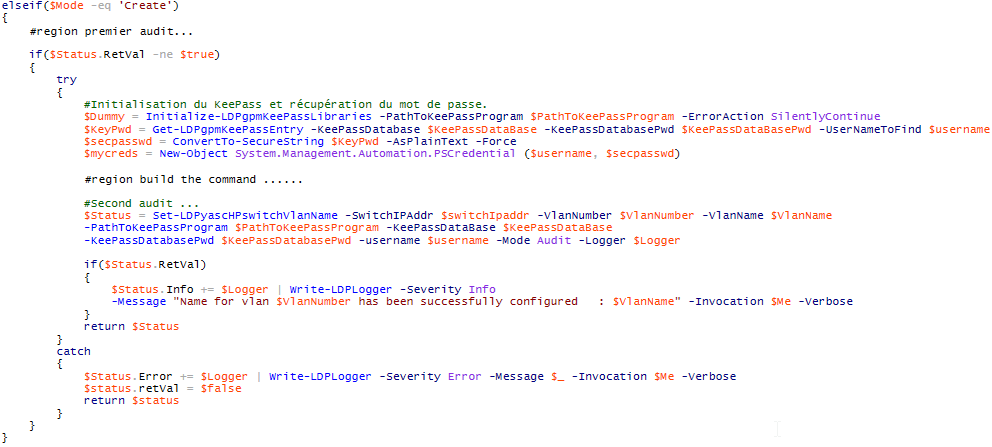 elseif($Mode -eq 'Create')
{
    #region premier audit...
    if($Status.RetVal -ne $true)
    {
        try
        {
            #Initialisation du KeePass et récupération du mot de passe.
            $Dummy = Initialize-LDPgpmKeePassLibraries -PathToKeePassProgram $PathToKeePassProgram -ErrorAction SilentlyContinue
            $KeyPwd = Get-LDPgpmKeePassEntry -KeePassDatabase $KeePassDataBase -KeePassDatabasePwd $KeePassDataBasePwd -UserNameToFind $username
            $secpasswd = ConvertTo-SecureString $KeyPwd -AsPlainText -Force
            $mycreds = New-Object System.Management.Automation.PSCredential ($username, $secpasswd)
            #region build the command ......
            #Second audit ...
            $Status = Set-LDPyascHPswitchVlanName -SwitchIPAddr $switchIpaddr -VlanNumber $VlanNumber -VlanName $VlanName
            -PathToKeePassProgram $PathToKeePassProgram -KeePassDataBase $KeePassDataBase
            -KeePassDatabasePwd $KeePassDatabasePwd -username $username -Mode Audit -Logger $Logger
            if($Status.RetVal)
            {
                $Status.Info += $Logger | Write-LDPLogger -Severity Info
                -Message "Name for vlan $VlanNumber has been successfully configured   : $VlanName" -Invocation $Me -Verbose
            }
            return $Status
        }
        catch
        {
            $Status.Error += $Logger | Write-LDPLogger -Severity Error -Message $_ -Invocation $Me -Verbose
            $status.retVal = $false
            return $status
        }
    }
}